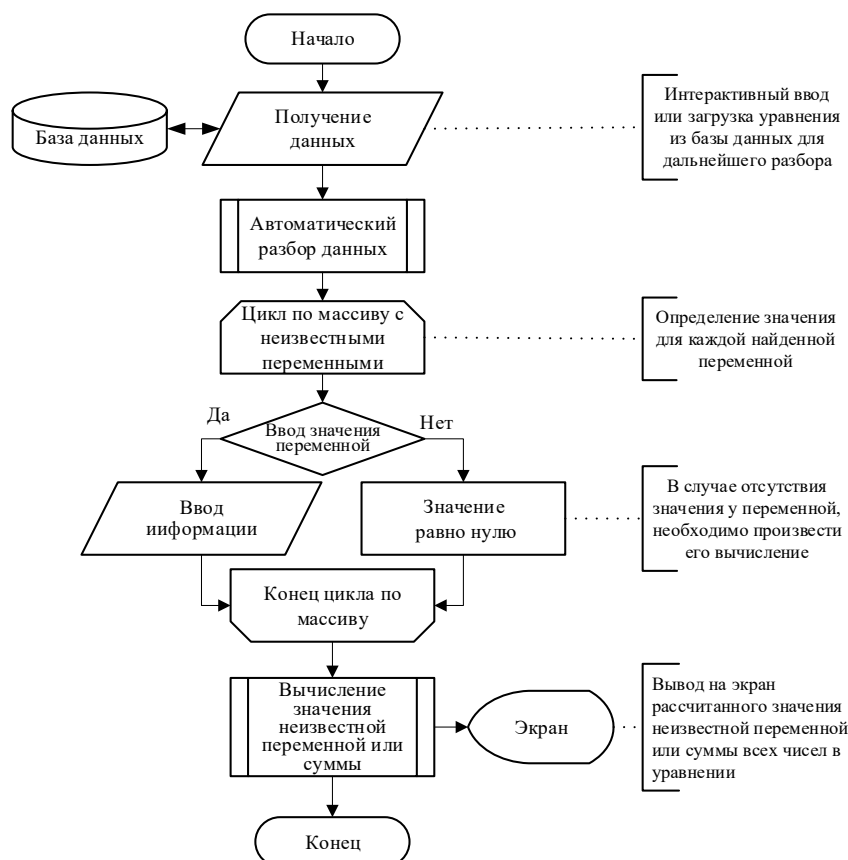 Начало
База данных
Получение
данных
Интерактивный ввод
или загрузка уравнения
из базы данных для
дальнейшего разбора
Автоматический
разбор данных
Цикл по массиву с
неизвестными
переменными
Определение значения
для каждой найденной
переменной
Да
Ввод значения
переменной
Нет
Ввод
ииформации
Значение
равно нулю
В случае отсутствия
значения у переменной,
необходимо произвести
его вычисление
Конец цикла по
массиву
Вычисление
значения
неизвестной
переменной или
суммы
Экран
Вывод на экран
рассчитанного значения
неизвестной переменной
или суммы всех чисел в
уравнении
Конец